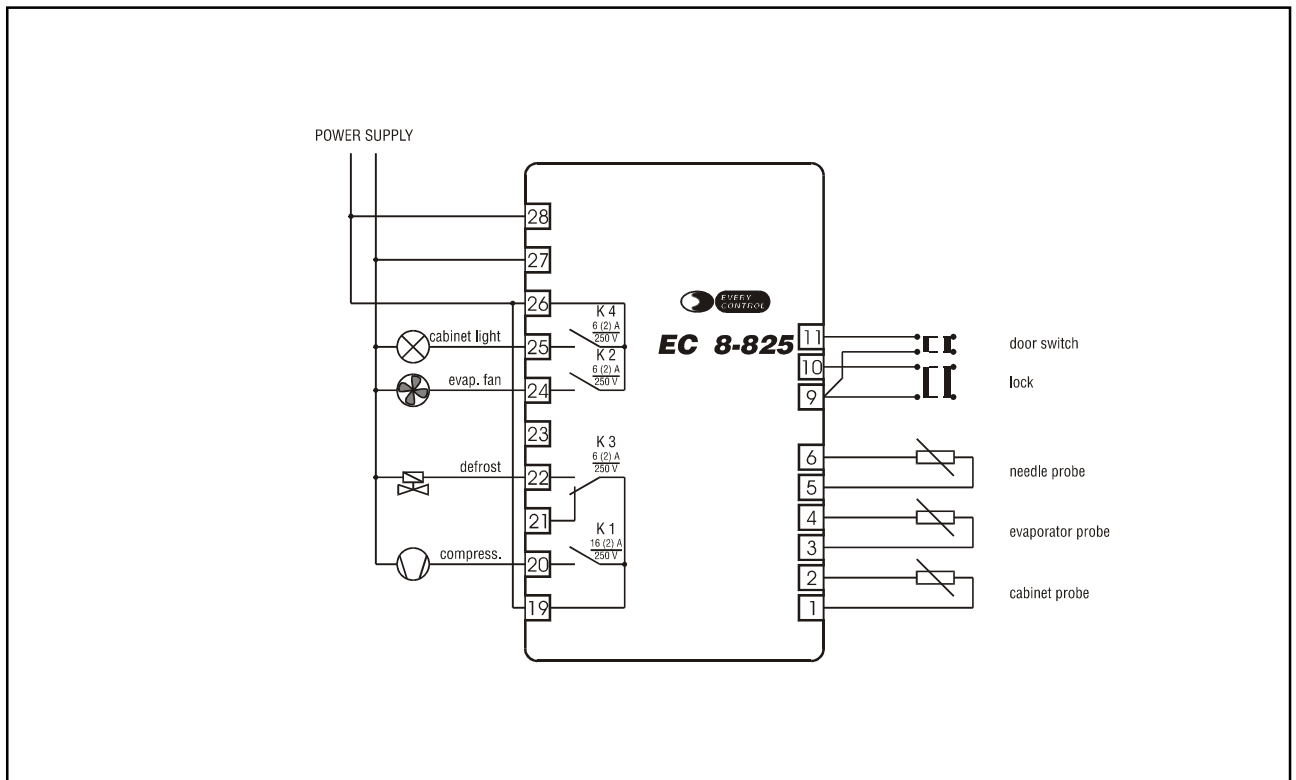 POWER SUPPLY
28
27
26
K 4
6 (2) A
250 V
EVERY
CONTROL
cabinet light
25
EC 8-825
K 2
6 (2) A
250 V
evap. fan
24
23
K 3
6 (2) A
250 V
defrost
22
21
K 1
16 (2) A
250 V
compress.
20
19
11
door switch
10
lock
9
6
needle probe
5
4
evaporator probe
3
2
cabinet probe
1